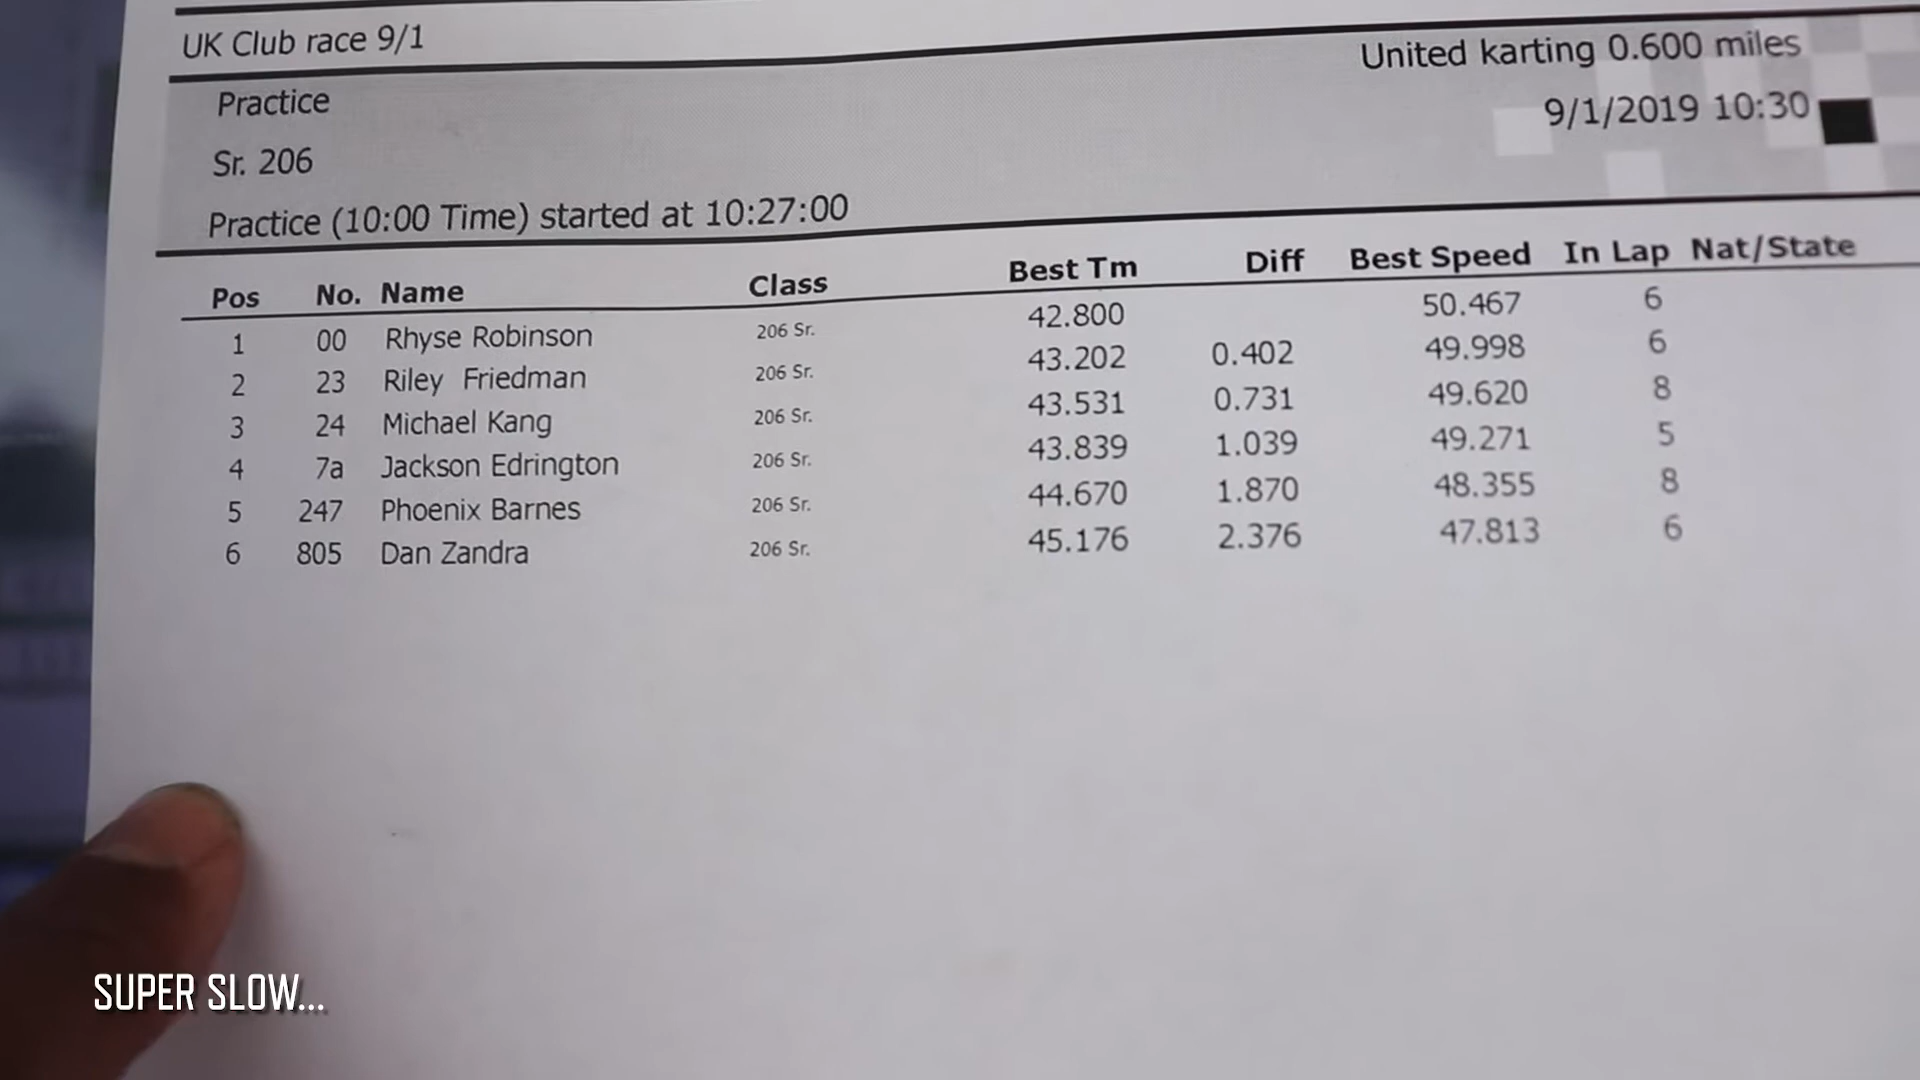 UK Club race 9/1
United karting 0.600 miles
Practice
9/1/2019 10:30
Sr. 206
Practice (10:00 Time) started at 10:27:00
Pos No. Name Class Best Tm Diff Best Speed In Lap Nat/State
1 00 Rhyse Robinson 206 Sr. 42.800 50.467 6
2 23 Riley Friedman 206 Sr. 43.202 0.402 49.998 6
3 24 Michael Kang 206 Sr. 43.531 0.731 49.620 8
4 7a Jackson Edrington 206 Sr. 43.839 1.039 49.271 5
5 247 Phoenix Barnes 206 Sr. 44.670 1.870 48.355 8
6 805 Dan Zandra 206 Sr. 45.176 2.376 47.813 6
SUPER SLOW...